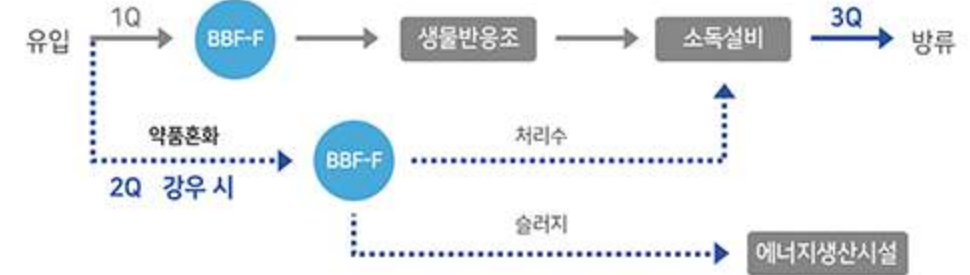 1Q
3Q
유입
BBF-F
생물반응조
소독설비
방류
약품혼화
BBF-F
처리수
2Q 강우 시
슬러지
에너지생산시설